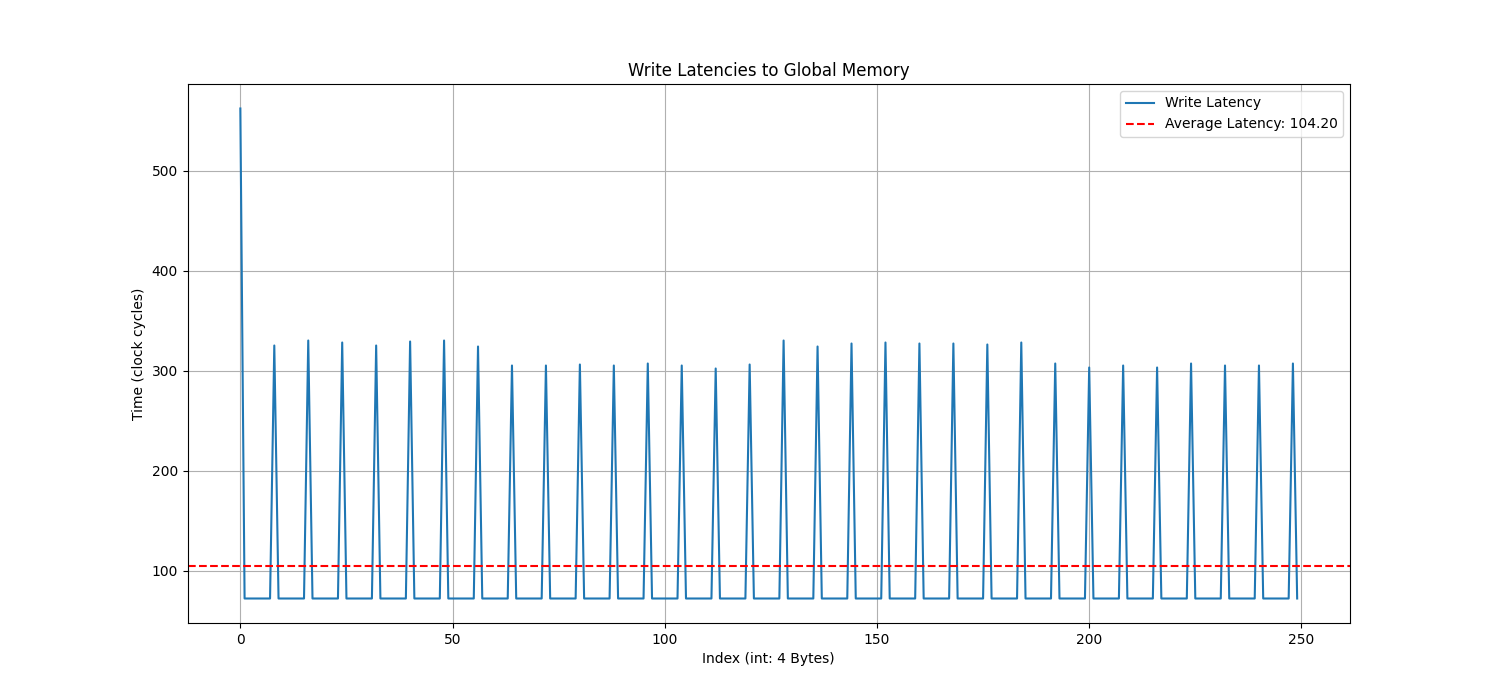 Write Latencies to Global Memory
Write Latency
Average Latency: 104.20
Time (clock cycles)
500
400
300
200
100
0
50
100
150
200
250
Index (int: 4 Bytes)